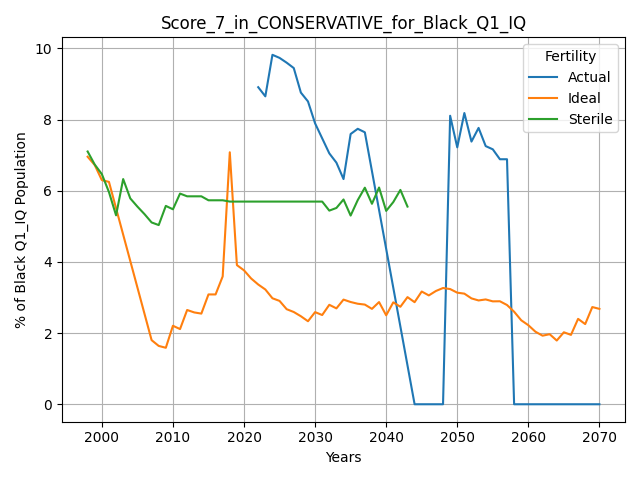 Score_7_in_CONSERVATIVE_for_Black_Q1_IQ
Fertility
Actual
Ideal
Sterile
% of Black Q1_IQ Population
10
8
6
4
2
0
2000 2010 2020 2030 2040 2050 2060 2070
Years